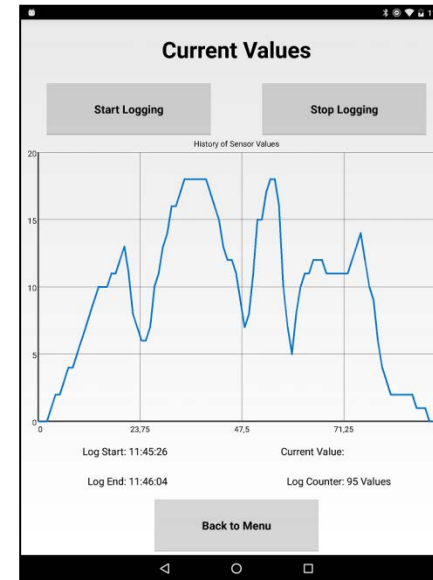 Current Values
Start Logging Stop Logging
History of Sensor Values
20
15
10
5
0
0 23,75 47,5 71,25
Log Start: 11:45:26 Current Value:
Log End: 11:46:04 Log Counter: 95 Values
Back to Menu